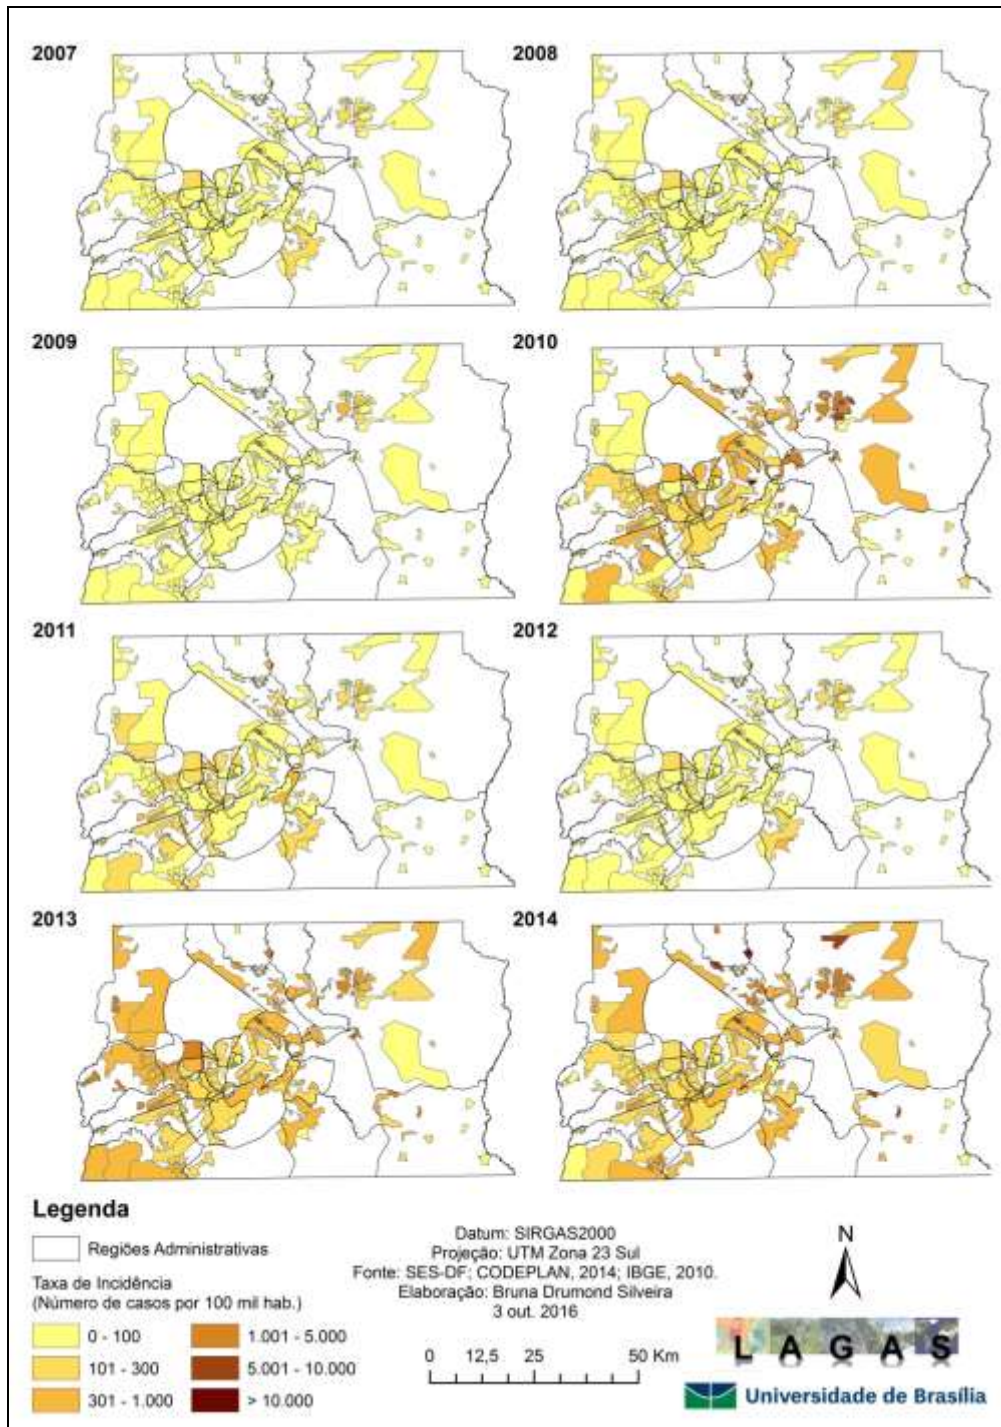 2007
2008
2009
2010
2011
2012
2013
2014
Legenda
Regiões Administrativas
Taxa de Incidência
(Número de casos por 100 mil hab.)
0 - 100
101 - 300
301 - 1.000
1.001 - 5.000
5.001 - 10.000
> 10.000
Datum: SIRGAS2000
Projeção: UTM Zona 23 Sul
Fonte: SES-DF; CODEPLAN, 2014; IBGE, 2010.
Elaboração: Bruna Drumond Silveira
3 out. 2016
0 12,5 25 50 Km
N
LAGAS
Universidade de Brasília